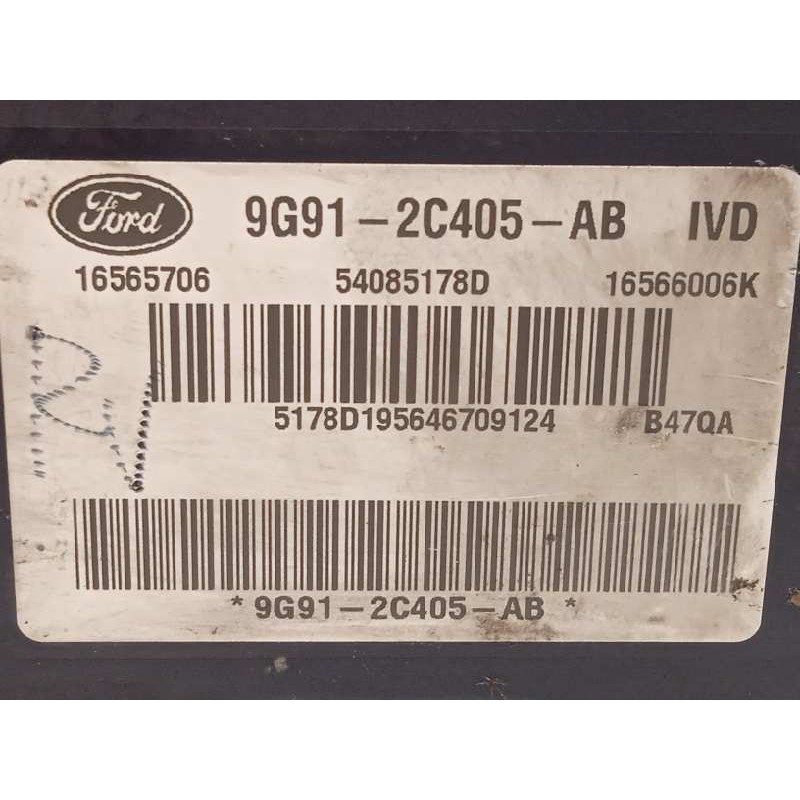 Ford 9G91-2C405-AB IVD
16565706 54085178D 16566006K
5178D195646709124 B47QA
* 9G91-2C405-AB *